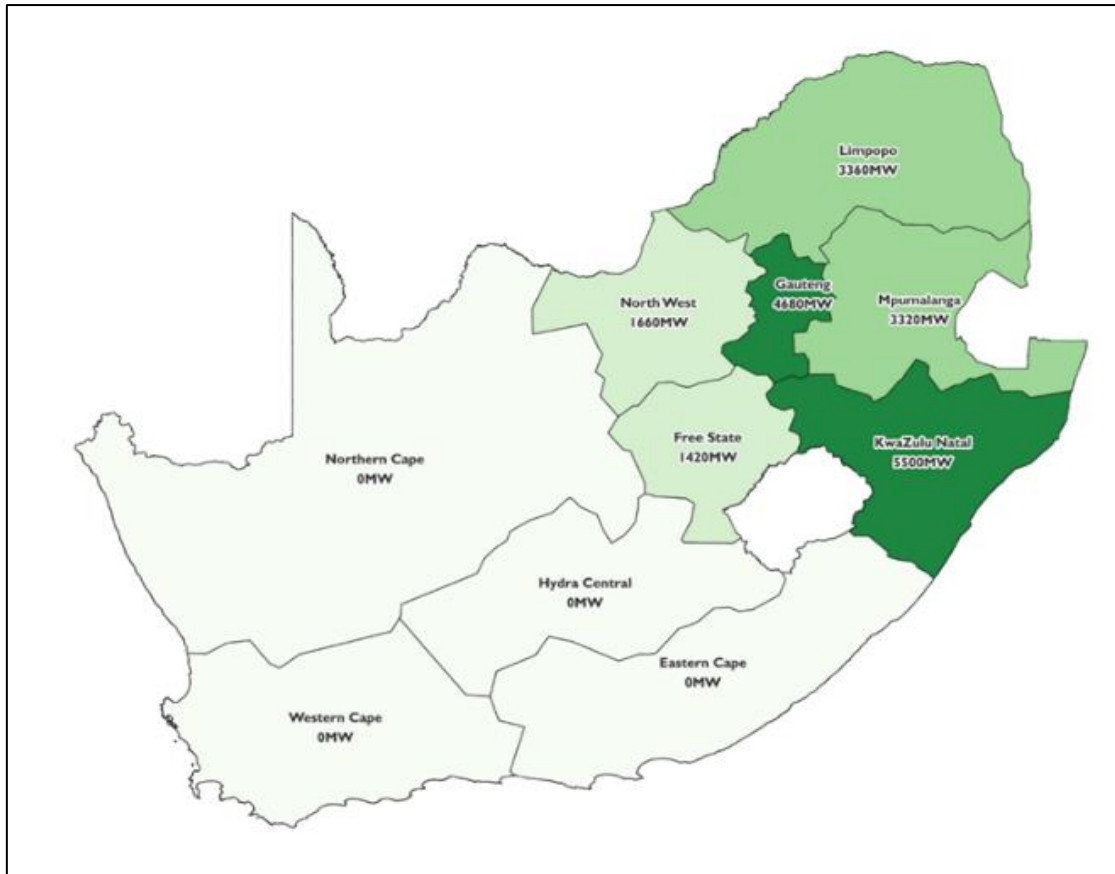 Limpopo
3360MW
Gauteng
4680MW
Mpumalanga
3320MW
North West
1660MW
Free State
1420MW
KwaZulu Natal
5500MW
Northern Cape
0MW
Hydra Central
0MW
Eastern Cape
0MW
Western Cape
0MW